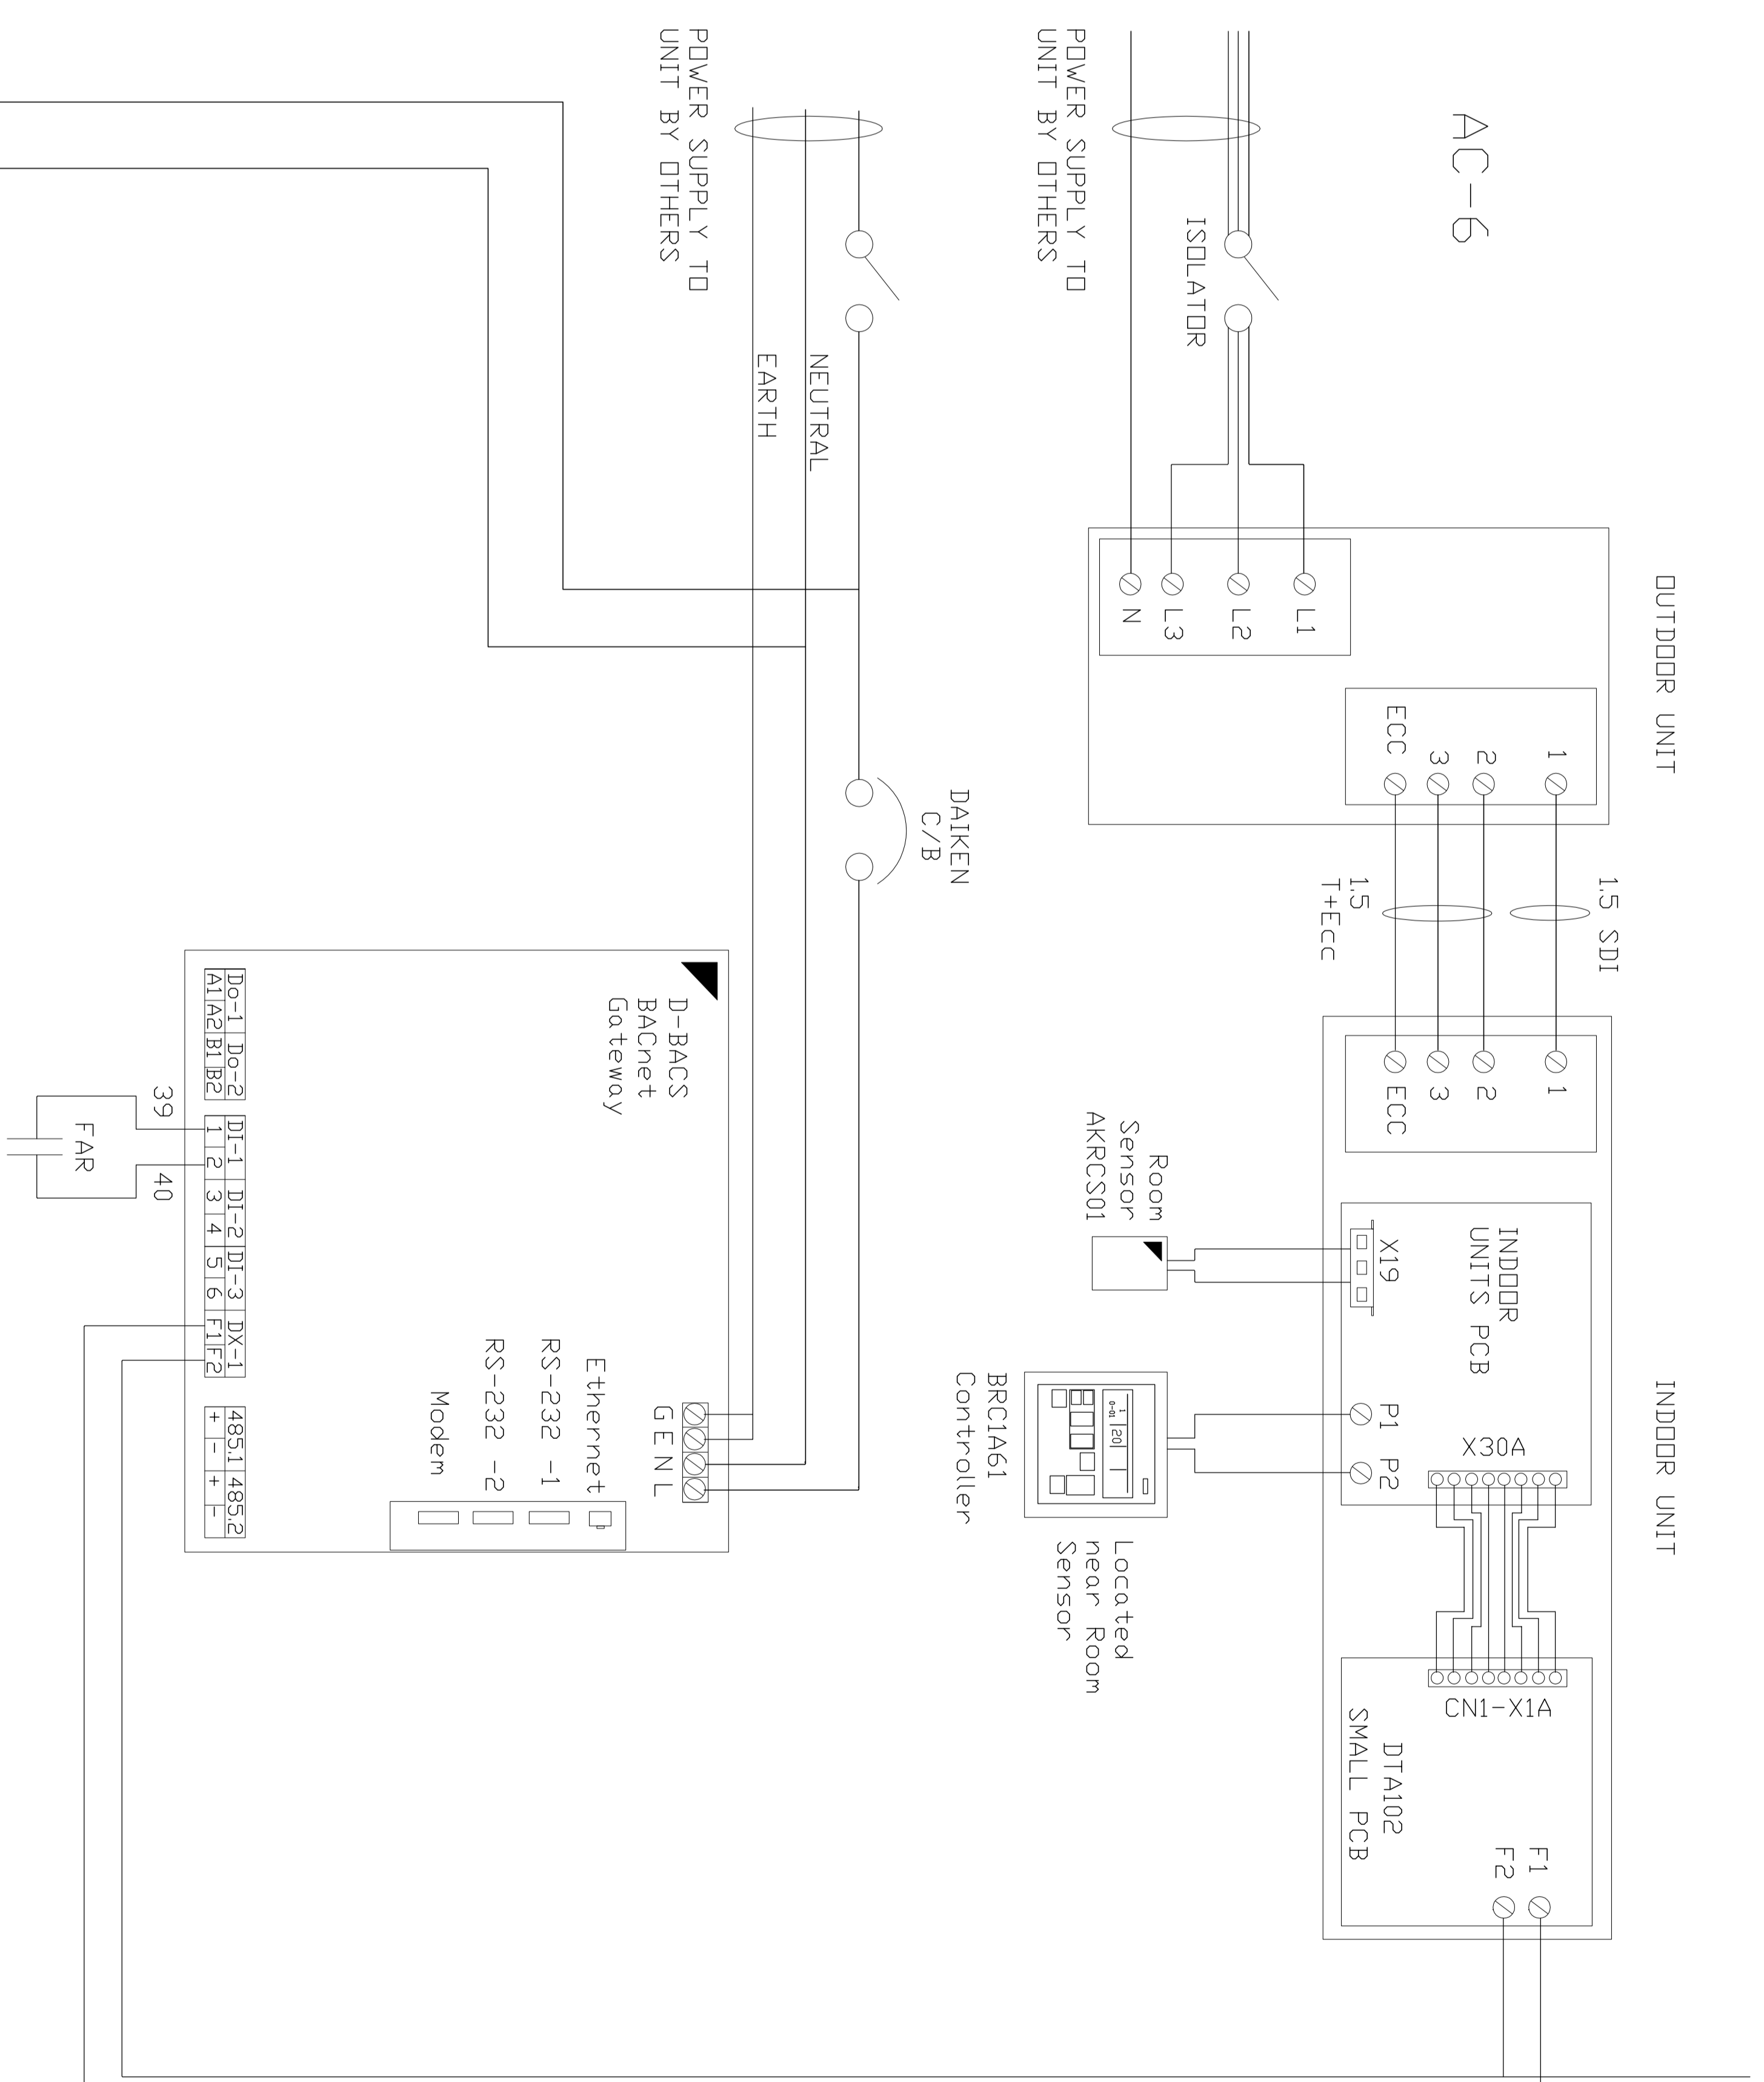 AC-6
OUTDOOR UNIT
INDOOR UNIT
ISOLATOR
POWER SUPPLY TO
UNIT BY OTHERS
L1
L2
L3
N
1
2
3
ECC
1.5 SDI
1.5
T+Ecc
1
2
3
ECC
INDOOR
UNITS PCB
X19
P1
P2
X30A
CN1-X1A
DTA102
SMALL PCB
F1
F2
Room
Sensor
AKRCS01
1
0-01
20
BRC1A61
Controller
Located
near Room
Sensor
POWER SUPPLY TO
UNIT BY OTHERS
NEUTRAL
EARTH
DAIKEN
C/B
D-BACS
BACnet
Gateway
G E N L
Ethernet
RS-232 -1
RS-232 -2
Modem
Do-1 Do-2
A1 A2 B1 B2
DI-1 DI-2 DI-3 DX-1
1 2 3 4 5 6 F1 F2
485.1 485.2
+ - + -
39
40
FAR